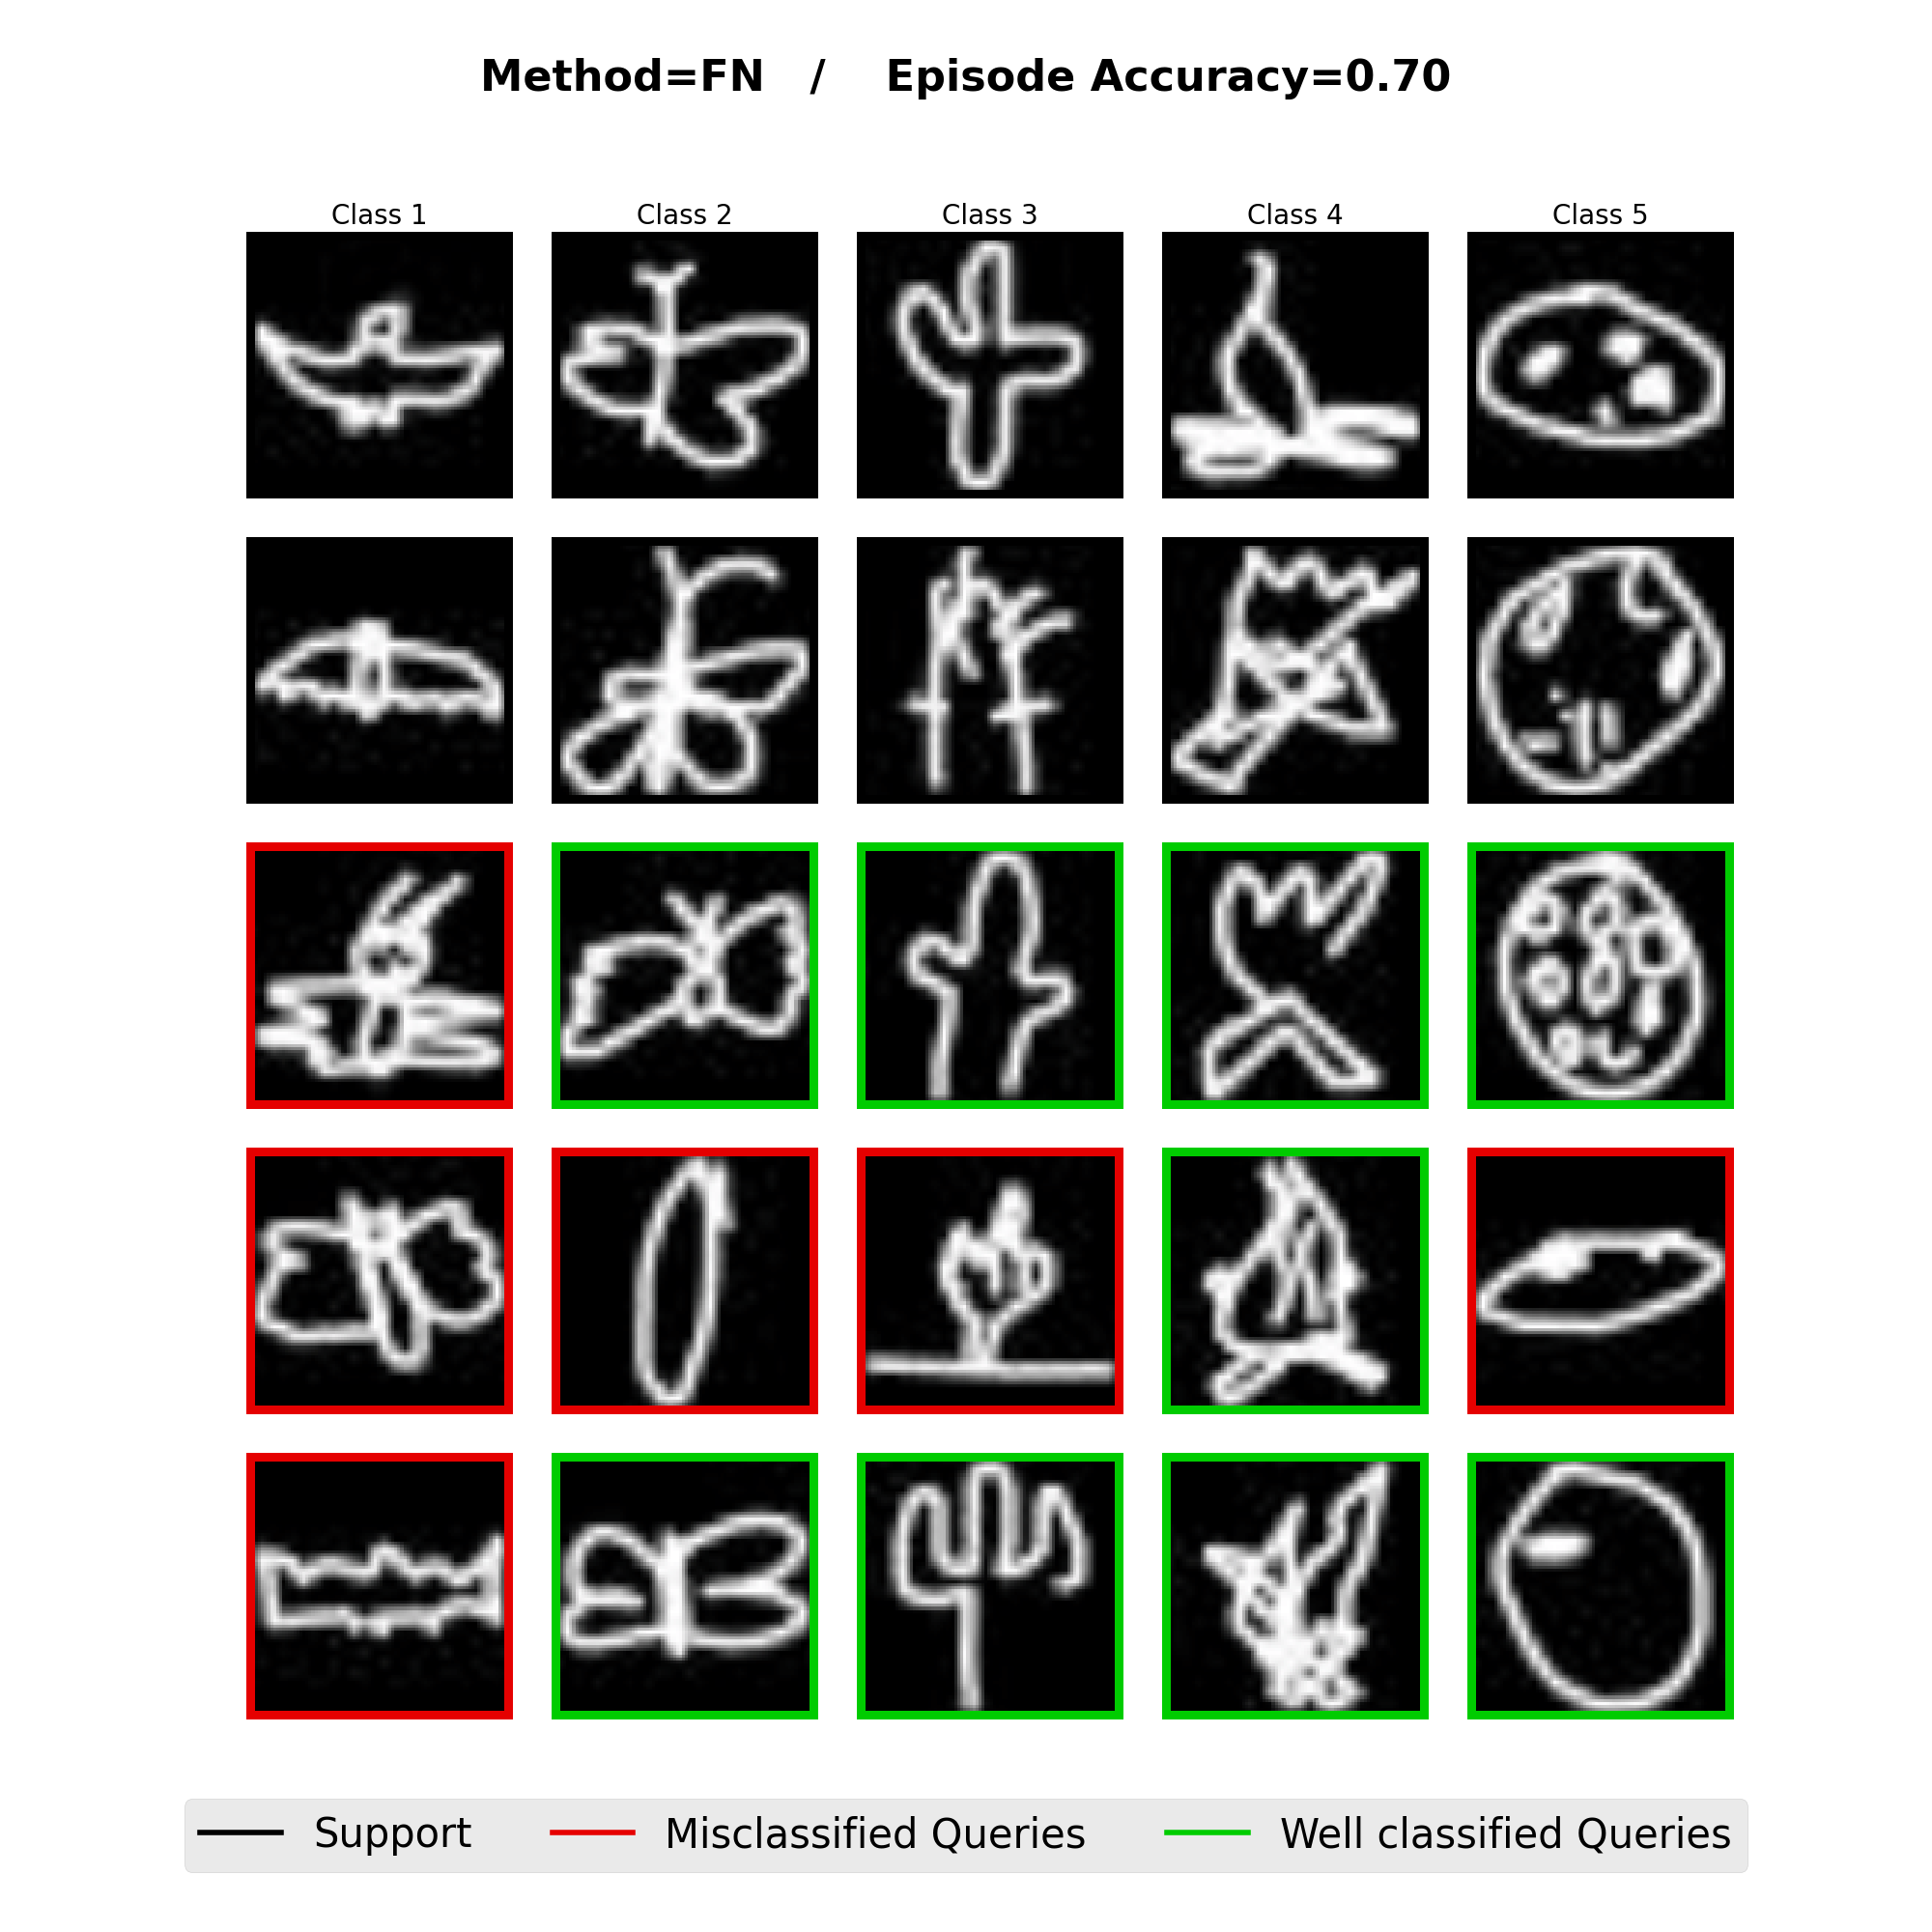 Method=FN / Episode Accuracy=0.70
Class 1 Class 2 Class 3 Class 4 Class 5
Support Misclassified Queries Well classified Queries